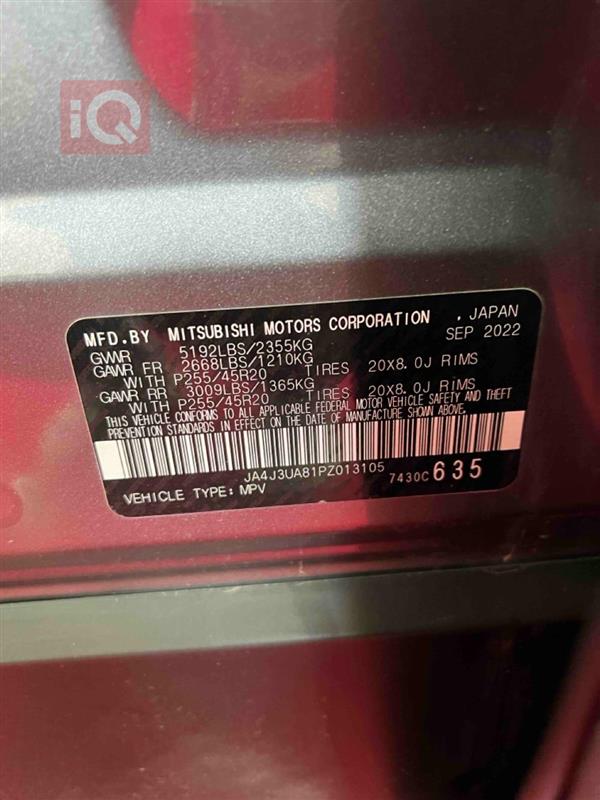 iQ
MFD.BY MITSUBISHI MOTORS CORPORATION , JAPAN
SEP 2022
GVWR 5192LBS/2355KG
GAWR FR 2668LBS/1210KG
WITH P255/45R20 TIRES 20X8.0J RIMS
GAWR RR 3009LBS/1365KG
WITH P255/45R20 TIRES 20X8.0J RIMS
THIS VEHICLE CONFORMS TO ALL APPLICABLE FEDERAL MOTOR VEHICLE SAFETY AND THEFT
PREVENTION STANDARDS IN EFFECT ON THE DATE OF MANUFACTURE SHOWN ABOVE.
JA4J3UA81PZ013105
7430C 635
VEHICLE TYPE: MPV